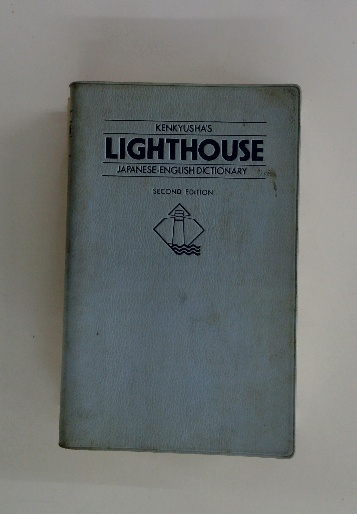 KENKYUSHA'S
LIGHTHOUSE
JAPANESE-ENGLISH DICTIONARY
SECOND EDITION